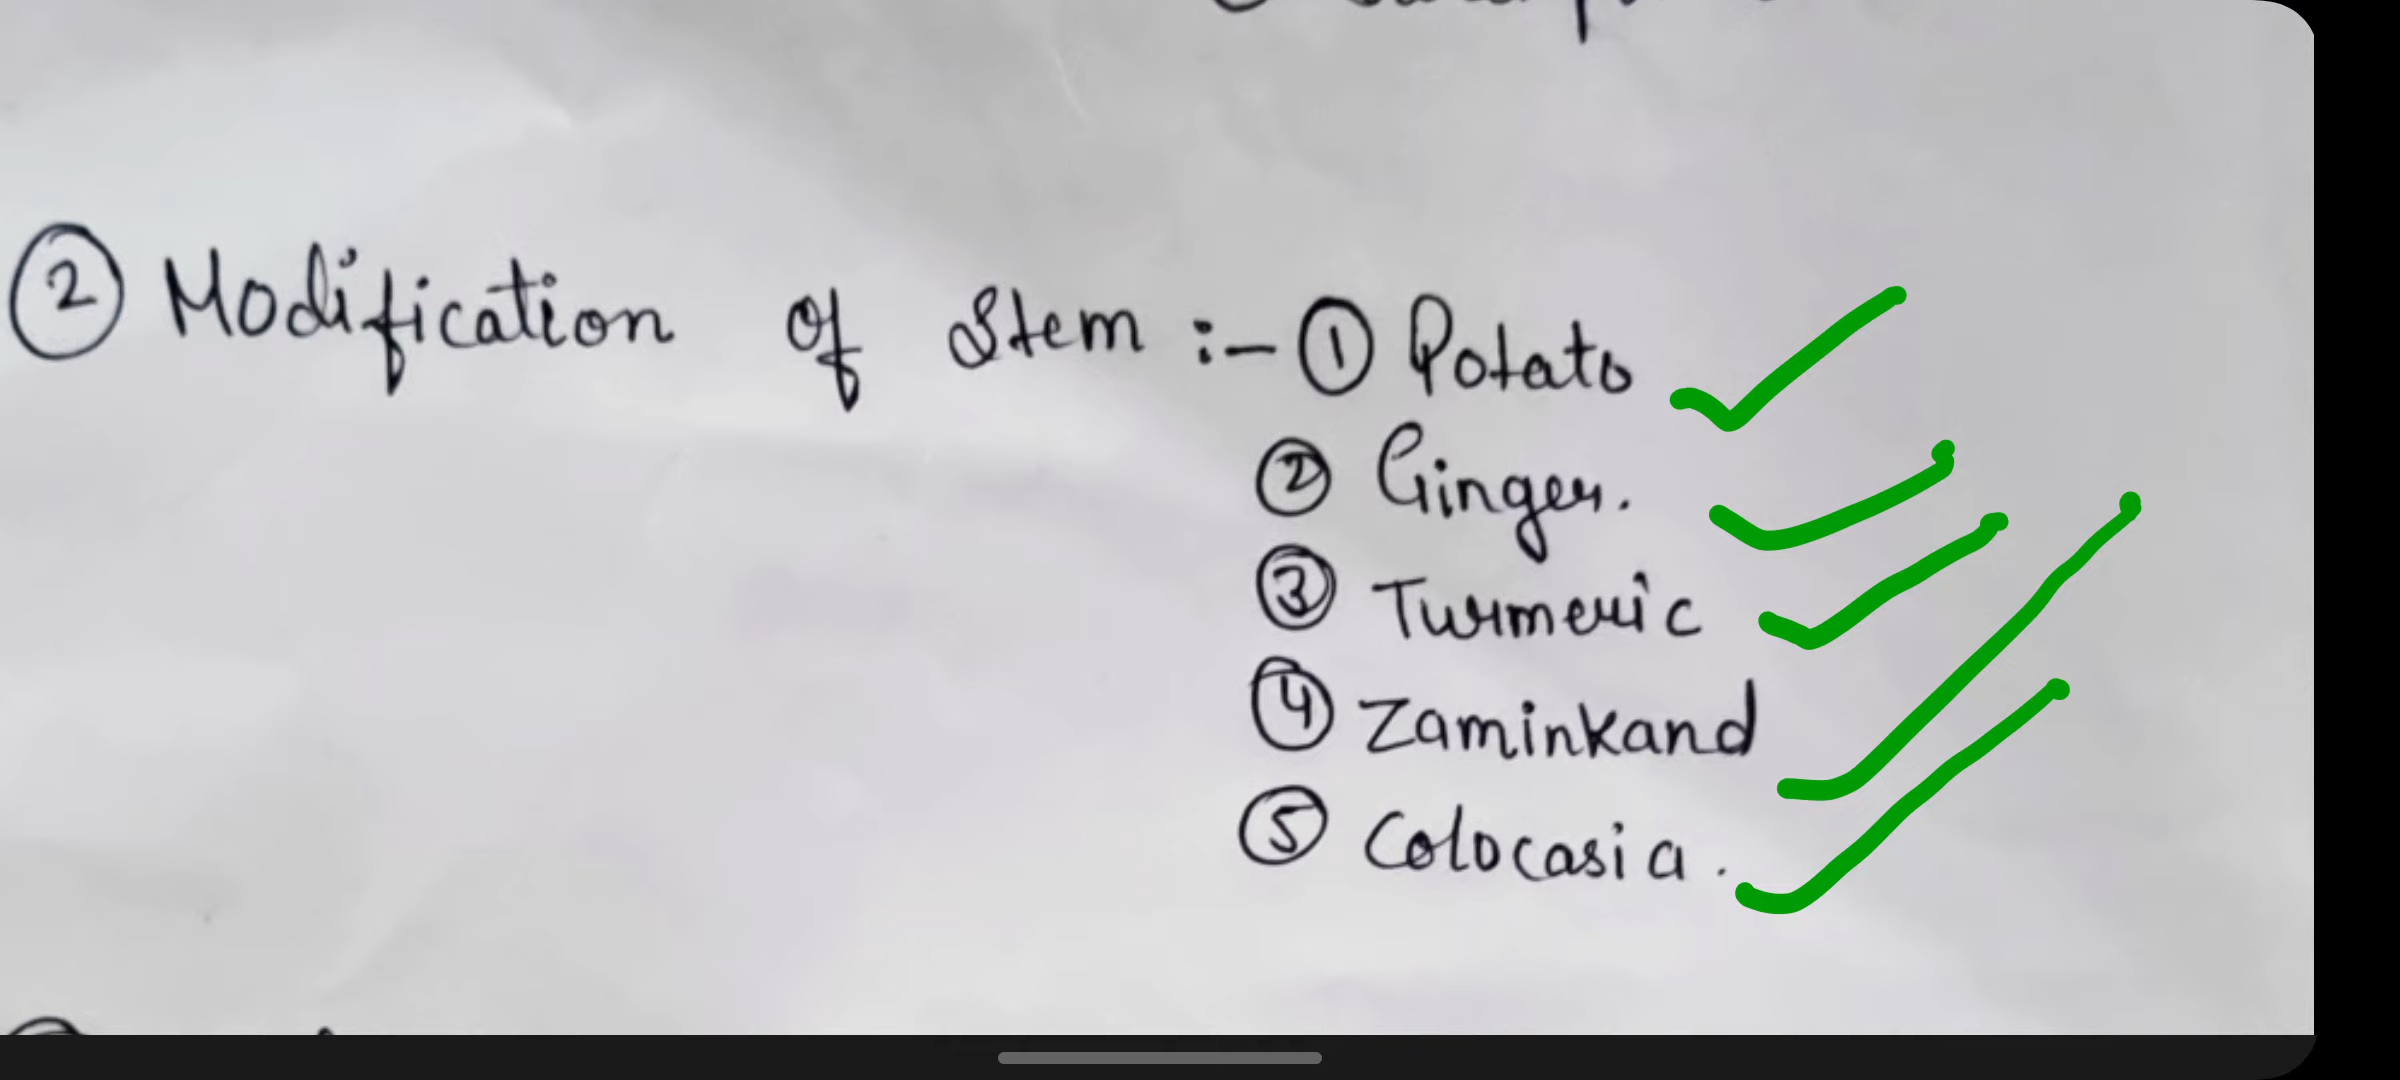 ② Modification of Stem :- ① Potato
② Ginger.
③ Turmeric
④ Zaminkand
⑤ Colocasia.